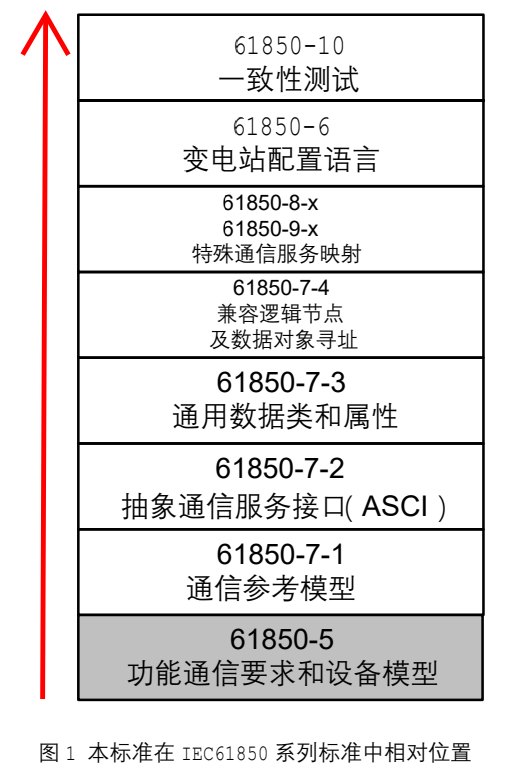 61850-10
一致性测试
61850-6
变电站配置语言
61850-8-x
61850-9-x
特殊通信服务映射
61850-7-4
兼容逻辑节点
及数据对象寻址
61850-7-3
通用数据类和属性
61850-7-2
抽象通信服务接口( ASCI )
61850-7-1
通信参考模型
61850-5
功能通信要求和设备模型
图 1 本标准在 IEC61850 系列标准中相对位置